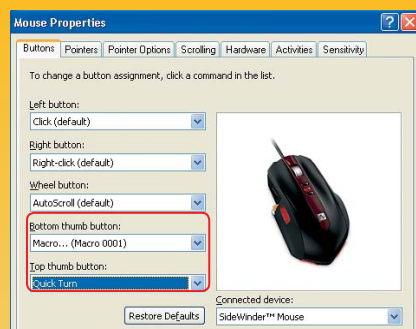 Mouse Properties
Buttons Pointers Pointer Options Scrolling Hardware Activities Sensitivity
To change a button assignment, click a command in the list.
Left button:
Click (default)
Right button:
Right-click (default)
Wheel button:
AutoScroll (default)
Bottom thumb button:
Macro... (Macro 0001)
Top thumb button:
Quick Turn
Restore Defaults
Connected device:
SideWinder™ Mouse